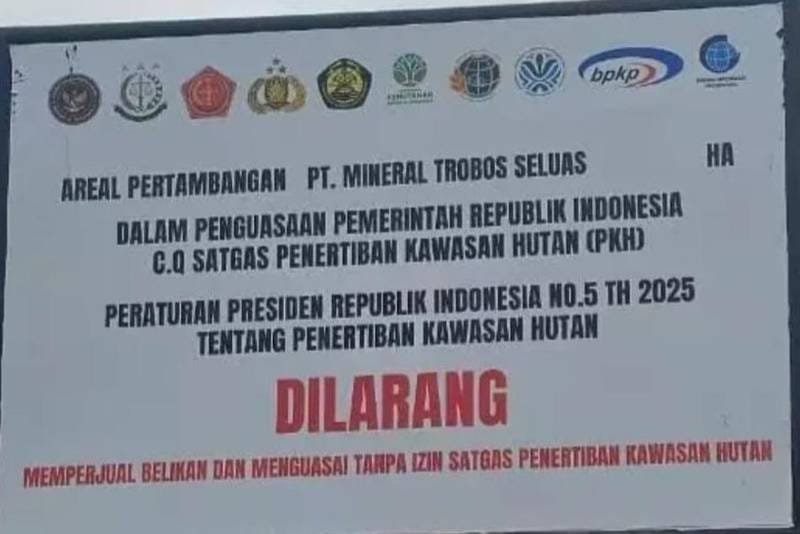 bpkp
AREAL PERTAMBANGAN PT. MINERAL TROBOS SELUAS HA
DALAM PENGUASAAN PEMERINTAH REPUBLIK INDONESIA
C.Q SATGAS PENERTIBAN KAWASAN HUTAN (PKH)
PERATURAN PRESIDEN REPUBLIK INDONESIA NO.5 TH 2025
TENTANG PENERTIBAN KAWASAN HUTAN
DILARANG
MEMPERJUAL BELIKAN DAN MENGUASAI TANPA IZIN SATGAS PENERTIBAN KAWASAN HUTAN